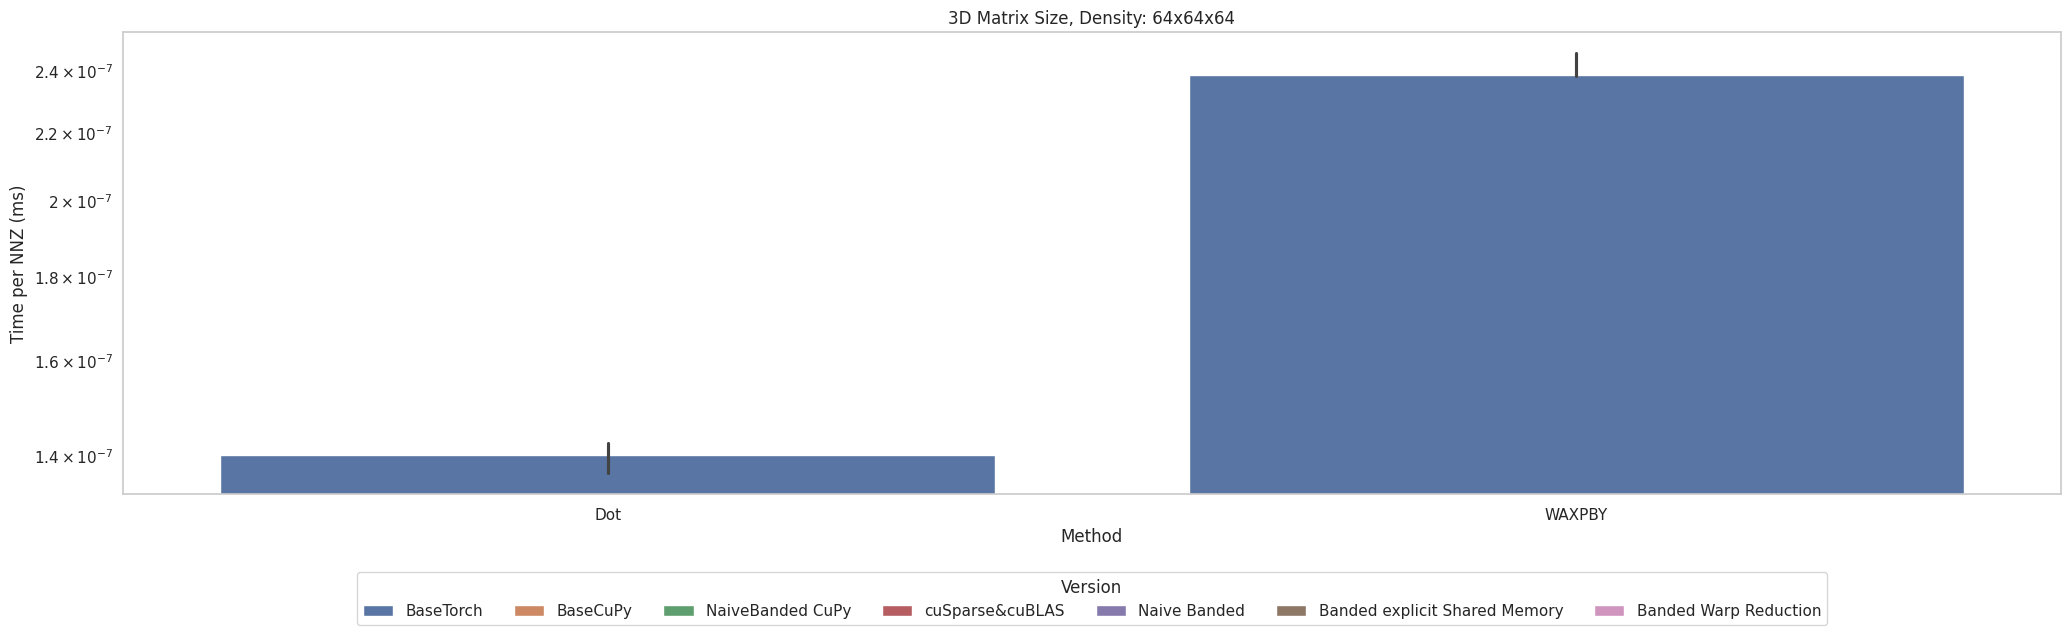 3D Matrix Size, Density: 64x64x64
Time per NNZ (ms)
2.4 × 10⁻⁷
2.2 × 10⁻⁷
2 × 10⁻⁷
1.8 × 10⁻⁷
1.6 × 10⁻⁷
1.4 × 10⁻⁷
Dot WAXPBY
Method
Version
BaseTorch BaseCuPy NaiveBanded CuPy cuSparse&cuBLAS Naive Banded Banded explicit Shared Memory Banded Warp Reduction